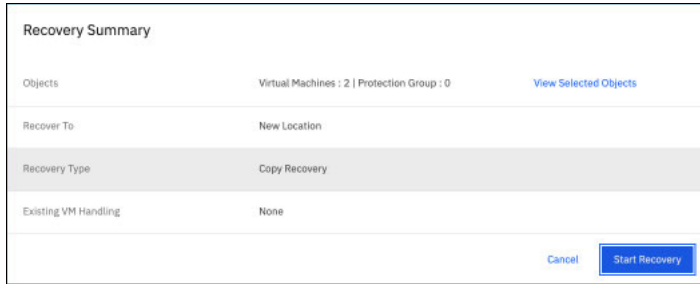 Recovery Summary
Objects Virtual Machines : 2 | Protection Group : 0 View Selected Objects
Recover To New Location
Recovery Type Copy Recovery
Existing VM Handling None
Cancel Start Recovery